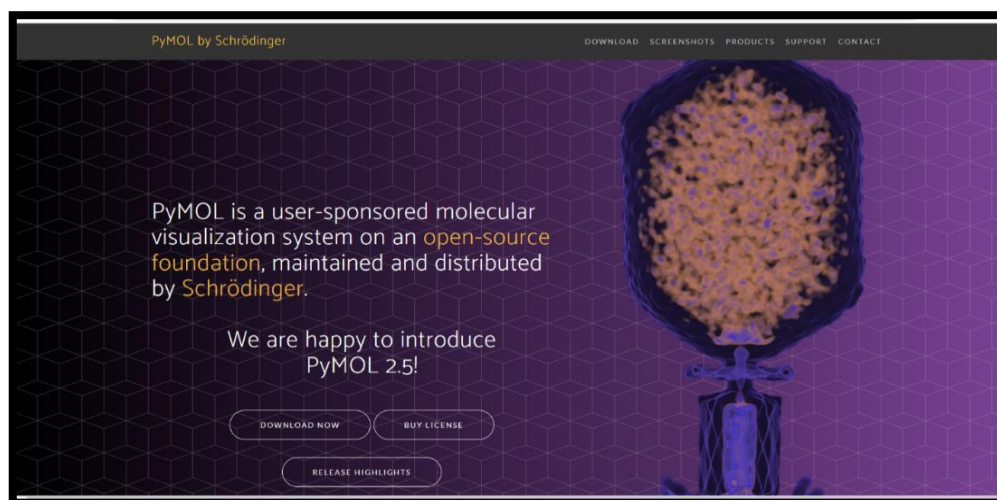 PyMOL by Schrödinger
DOWNLOAD SCREENSHOTS PRODUCTS SUPPORT CONTACT
PyMOL is a user-sponsored molecular
visualization system on an open-source
foundation, maintained and distributed
by Schrödinger.
We are happy to introduce
PyMOL 2.5!
DOWNLOAD NOW
BUY LICENSE
RELEASE HIGHLIGHTS